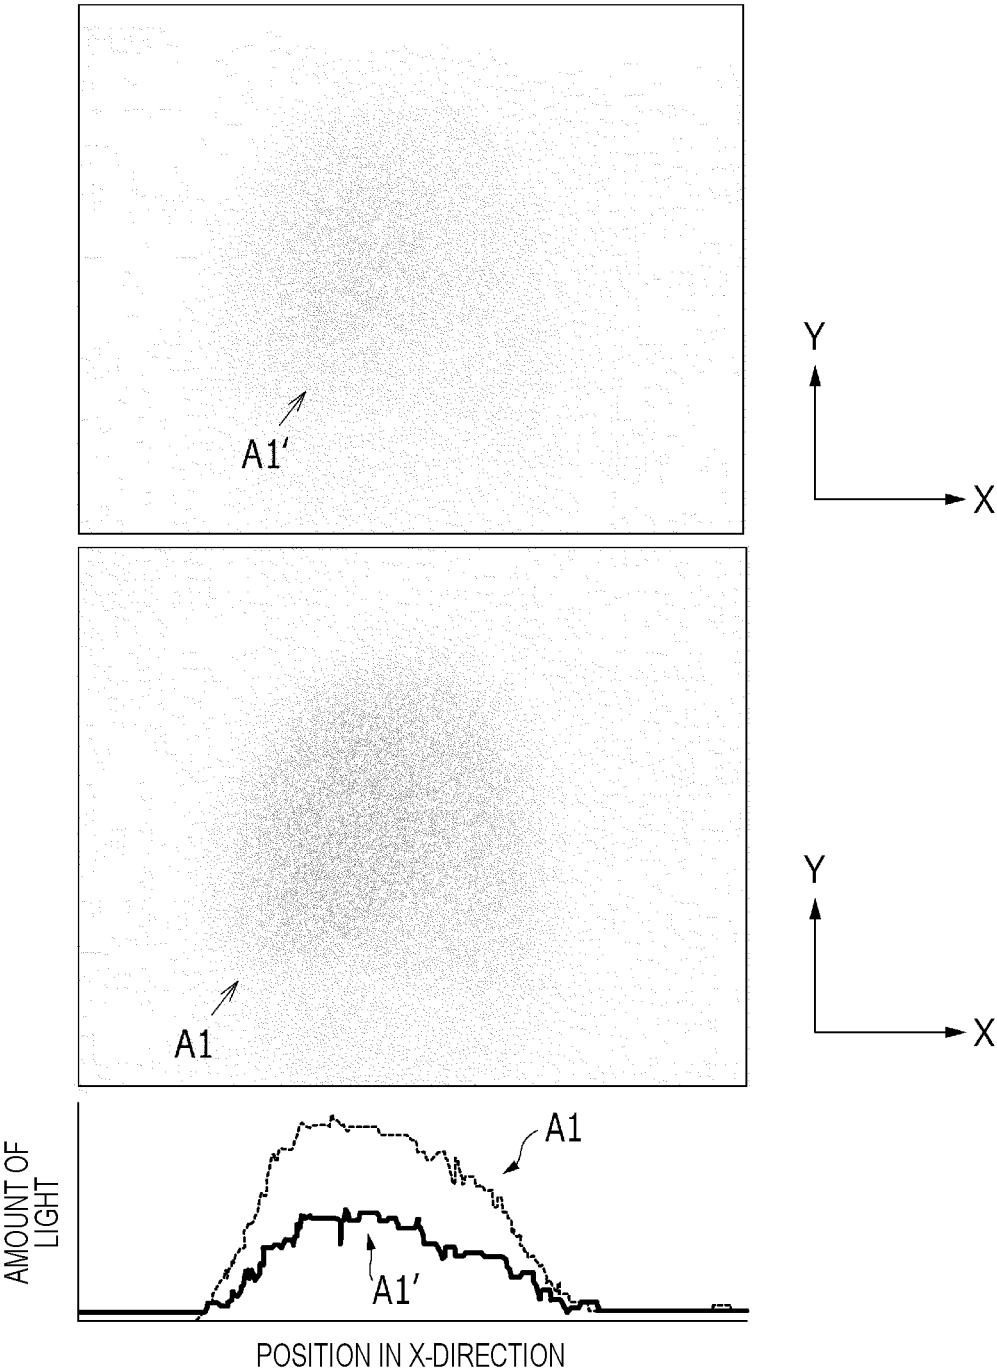 Y
X
A1′
Y
X
A1
A1
AMOUNT OF
LIGHT
A1′
POSITION IN X-DIRECTION